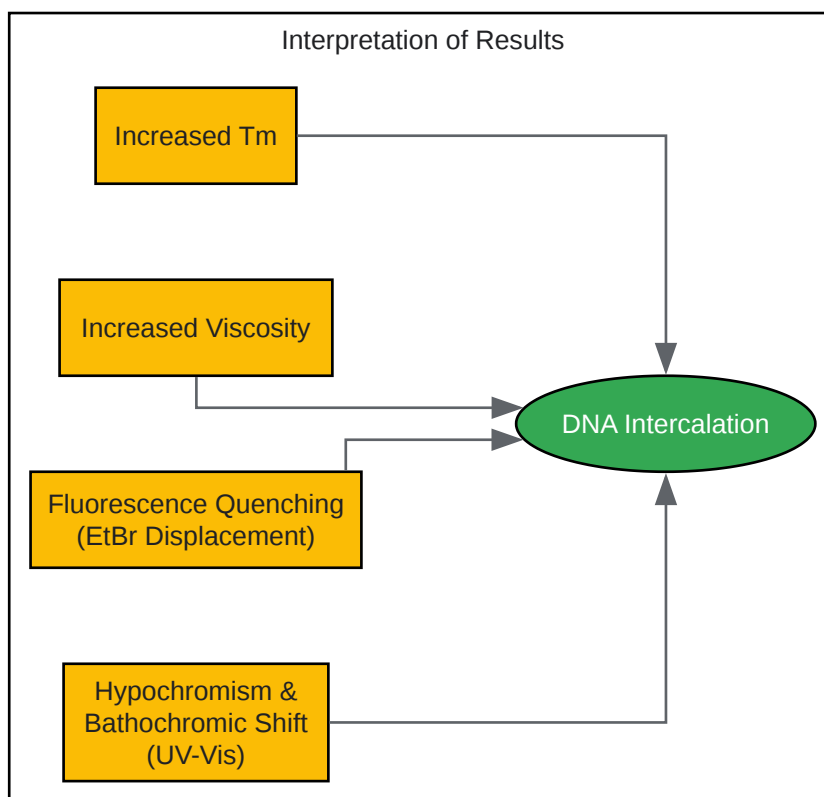 Interpretation of Results
Increased Tm
Increased Viscosity
DNA Intercalation
Fluorescence Quenching
(EtBr Displacement)
Hypochromism &
Bathochromic Shift
(UV-Vis)